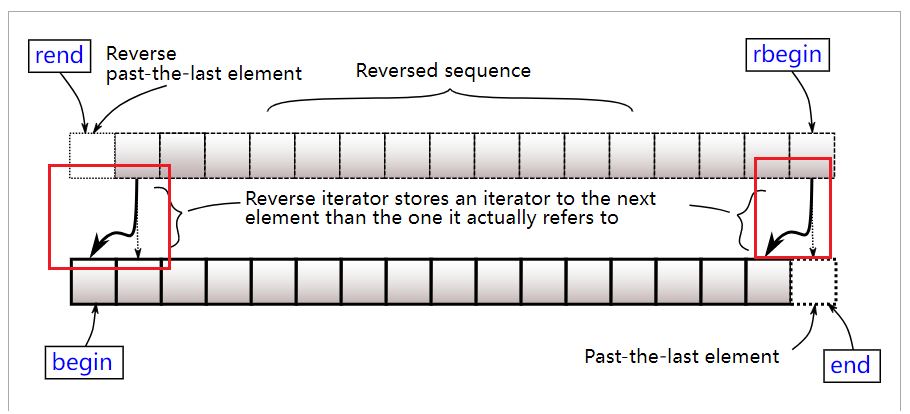 rend
Reverse
past-the-last element
Reversed sequence
rbegin
Reverse iterator stores an iterator to the next
element than the one it actually refers to
begin
Past-the-last element
end